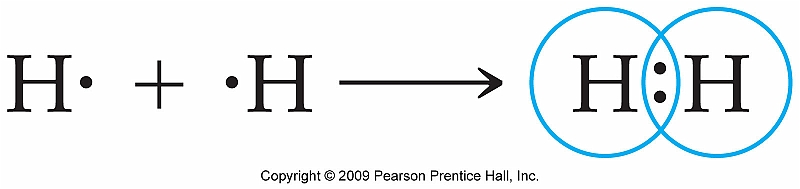 H· + ·H ⟶ H:H
Copyright © 2009 Pearson Prentice Hall, Inc.